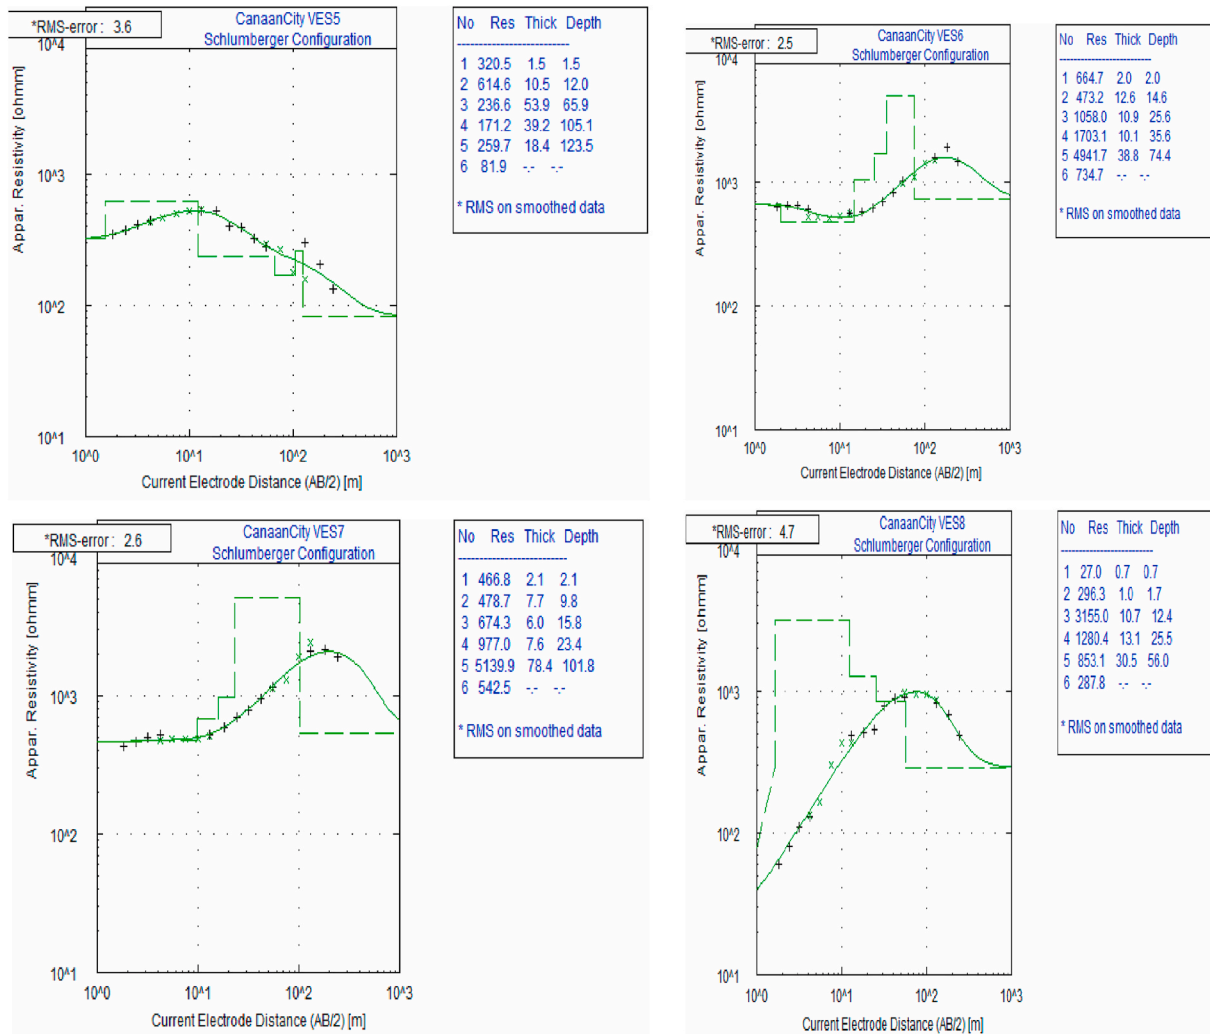 *RMS-error : 3.6
CanaanCity VES5
Schlumberger Configuration
10^4
10^3
10^2
10^1
Appar. Resistivity [ohmm]
10^0 10^1 10^2 10^3
Current Electrode Distance (AB/2) [m]
No Res Thick Depth
--------------------------
1 320.5 1.5 1.5
2 614.6 10.5 12.0
3 236.6 53.9 65.9
4 171.2 39.2 105.1
5 259.7 18.4 123.5
6 81.9 -.- -.-
* RMS on smoothed data
*RMS-error : 2.5
CanaanCity VES6
Schlumberger Configuration
10^4
10^3
10^2
10^1
Appar. Resistivity [ohmm]
10^0 10^1 10^2 10^3
Current Electrode Distance (AB/2) [m]
No Res Thick Depth
--------------------------
1 664.7 2.0 2.0
2 473.2 12.6 14.6
3 1058.0 10.9 25.6
4 1703.1 10.1 35.6
5 4941.7 38.8 74.4
6 734.7 -.- -.-
* RMS on smoothed data
*RMS-error : 2.6
CanaanCity VES7
Schlumberger Configuration
10^4
10^3
10^2
10^1
Appar. Resistivity [ohmm]
10^0 10^1 10^2 10^3
Current Electrode Distance (AB/2) [m]
No Res Thick Depth
--------------------------
1 466.8 2.1 2.1
2 478.7 7.7 9.8
3 674.3 6.0 15.8
4 977.0 7.6 23.4
5 5139.9 78.4 101.8
6 542.5 -.- -.-
* RMS on smoothed data
*RMS-error : 4.7
CanaanCity VES8
Schlumberger Configuration
10^4
10^3
10^2
10^1
Appar. Resistivity [ohmm]
10^0 10^1 10^2 10^3
Current Electrode Distance (AB/2) [m]
No Res Thick Depth
--------------------------
1 27.0 0.7 0.7
2 296.3 1.0 1.7
3 3155.0 10.7 12.4
4 1280.4 13.1 25.5
5 853.1 30.5 56.0
6 287.8 -.- -.-
* RMS on smoothed data